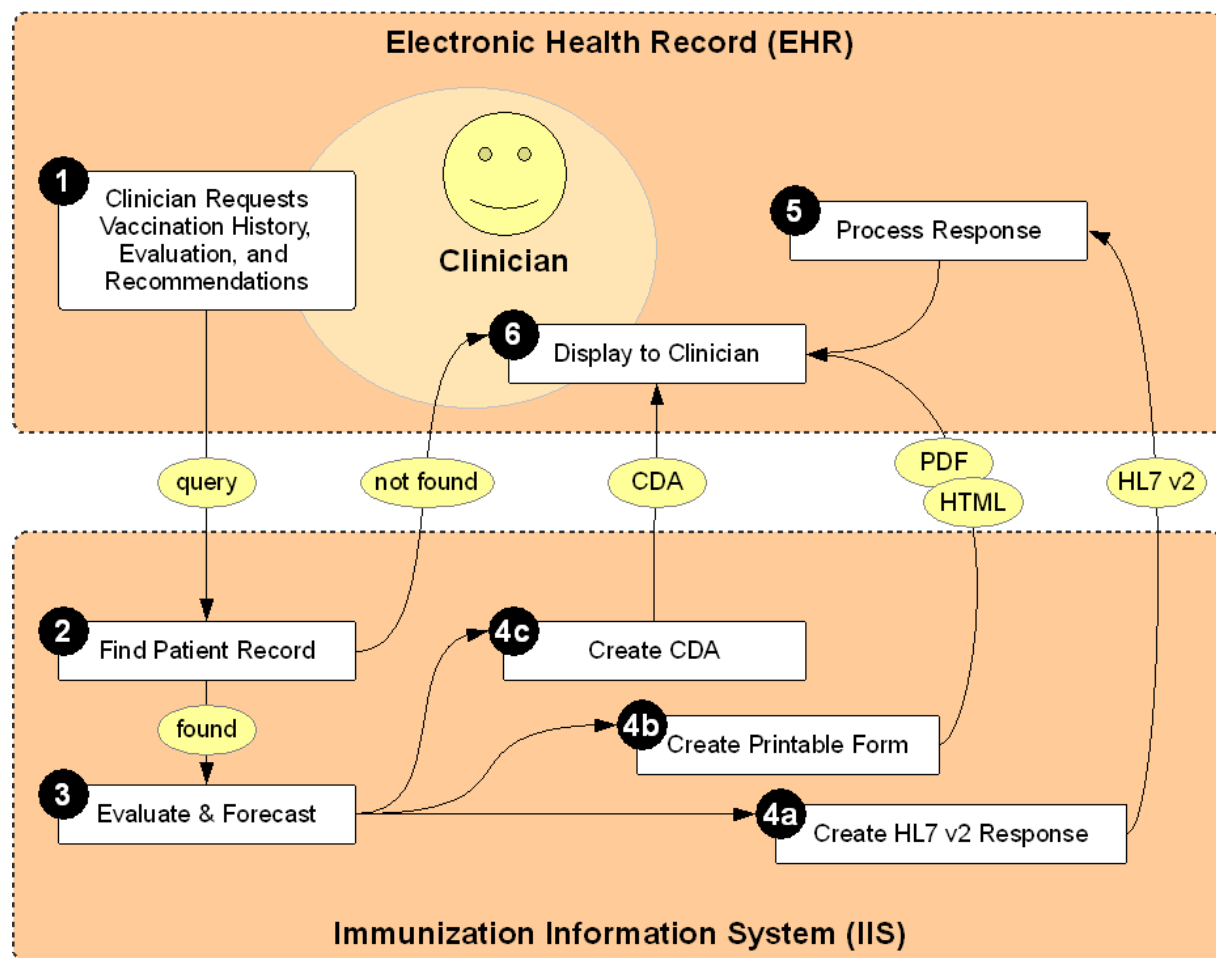 Electronic Health Record (EHR)
1
Clinician Requests
Vaccination History,
Evaluation, and
Recommendations
Clinician
5
Process Response
6
Display to Clinician
query
not found
CDA
PDF
HTML
HL7 v2
2
Find Patient Record
4c
Create CDA
found
4b
Create Printable Form
3
Evaluate & Forecast
4a
Create HL7 v2 Response
Immunization Information System (IIS)